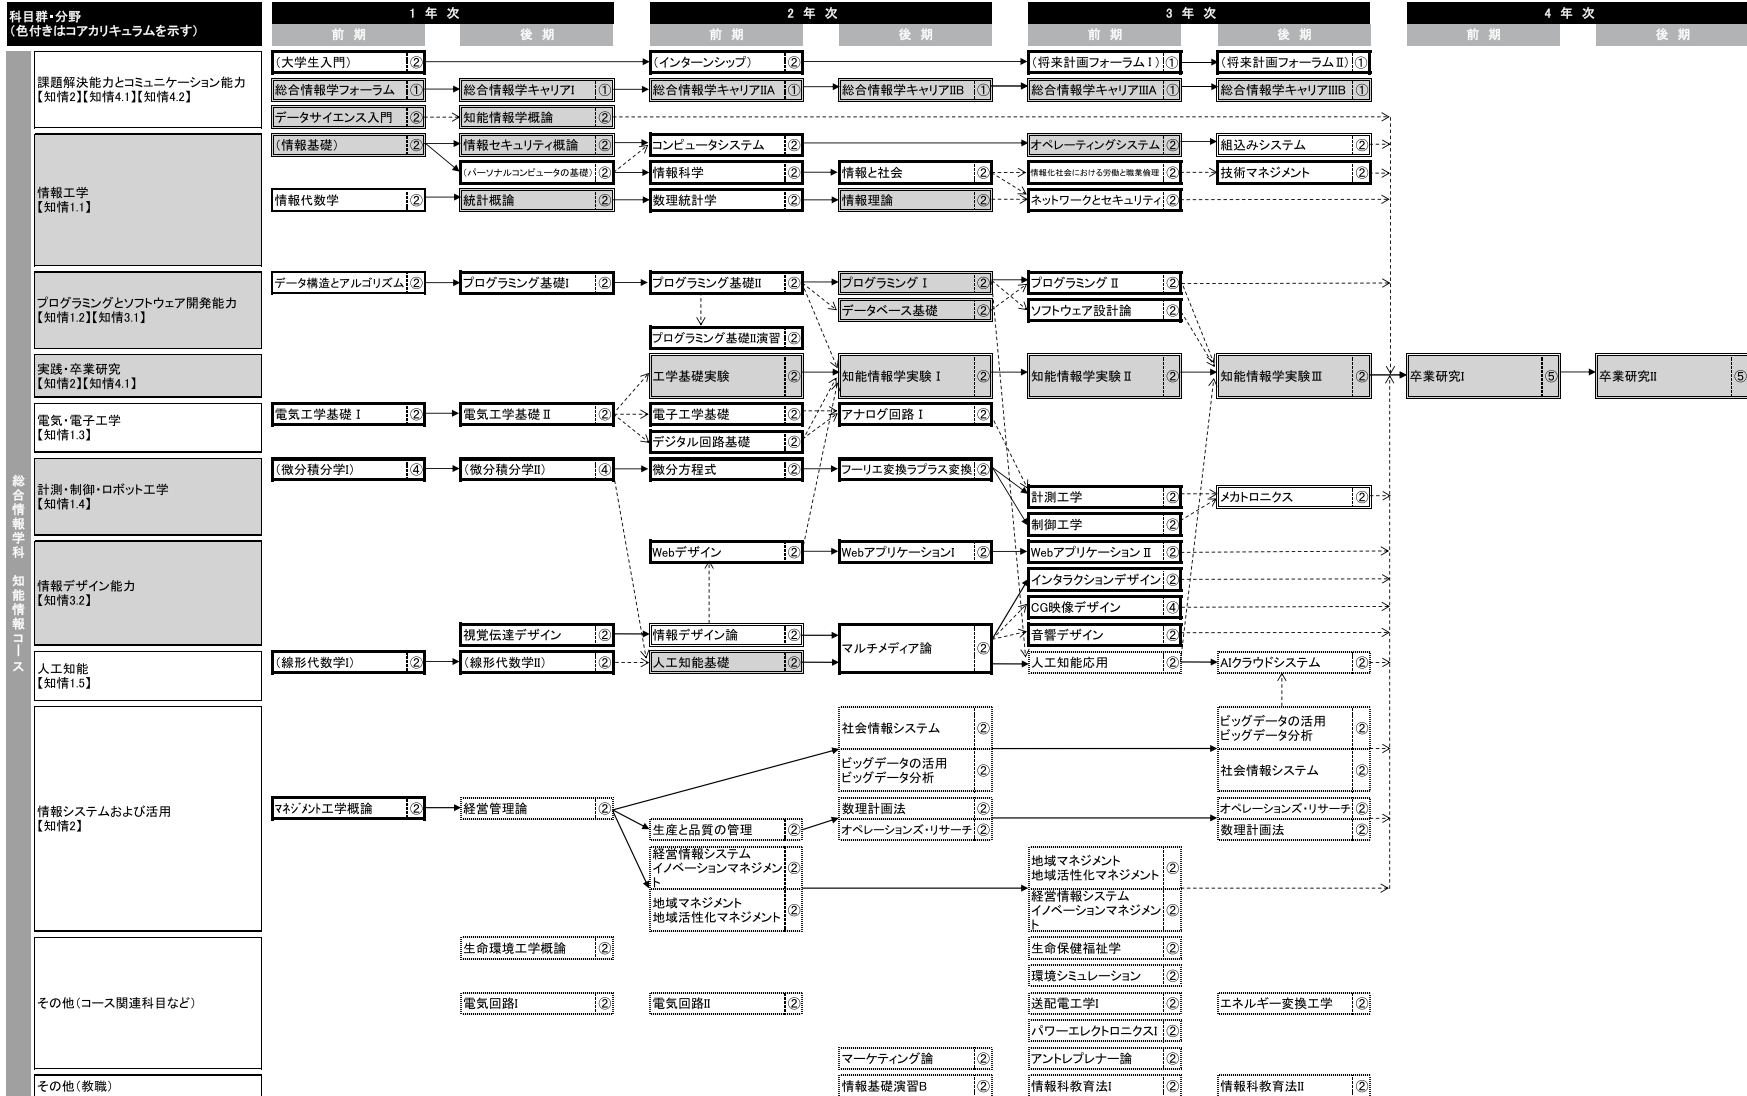 科目群・分野
（色付きはコアカリキュラムを示す）
1 年 次
2 年 次
3 年 次
4 年 次
前 期
後 期
前 期
後 期
前 期
後 期
前 期
後 期
総合情報学科 知能情報コース
課題解決能力とコミュニケーション能力
【知情2】【知情4.1】【知情4.2】
（大学生入門） ②
（インターンシップ） ②
（将来計画フォーラムⅠ） ①
（将来計画フォーラムⅡ） ①
総合情報学フォーラム ①
総合情報学キャリアI ①
総合情報学キャリアIIA ①
総合情報学キャリアIIB ①
総合情報学キャリアIIIA ①
総合情報学キャリアIIIB ①
データサイエンス入門 ②
知能情報学概論 ②
情報工学
【知情1.1】
（情報基礎） ②
情報セキュリティ概論 ②
コンピュータシステム ②
オペレーティングシステム ②
組込みシステム ②
（パーソナルコンピュータの基礎） ②
情報科学 ②
情報と社会 ②
情報化社会における労働と職業倫理 ②
技術マネジメント ②
情報代数学 ②
統計概論 ②
数理統計学 ②
情報理論 ②
ネットワークとセキュリティ ②
プログラミングとソフトウェア開発能力
【知情1.2】【知情3.1】
データ構造とアルゴリズム ②
プログラミング基礎I ②
プログラミング基礎II ②
プログラミング Ⅰ ②
プログラミング Ⅱ ②
データベース基礎 ②
ソフトウェア設計論 ②
プログラミング基礎II演習 ②
実践・卒業研究
【知情2】【知情4.1】
工学基礎実験 ②
知能情報学実験 Ⅰ ②
知能情報学実験 Ⅱ ②
知能情報学実験 Ⅲ ②
卒業研究I ⑤
卒業研究II ⑤
電気・電子工学
【知情1.3】
電気工学基礎 Ⅰ ②
電気工学基礎 Ⅱ ②
電子工学基礎 ②
アナログ回路 Ⅰ ②
デジタル回路基礎 ②
計測・制御・ロボット工学
【知情1.4】
（微分積分学I） ④
（微分積分学II） ④
微分方程式 ②
フーリエ変換ラプラス変換 ②
計測工学 ②
メカトロニクス ②
制御工学 ②
情報デザイン能力
【知情3.2】
Webデザイン ②
WebアプリケーションI ②
Webアプリケーション Ⅱ ②
インタラクションデザイン ②
CG映像デザイン ④
視覚伝達デザイン ②
情報デザイン論 ②
マルチメディア論 ②
音響デザイン ②
人工知能
【知情1.5】
（線形代数学I） ②
（線形代数学II） ②
人工知能基礎 ②
人工知能応用 ②
AIクラウドシステム ②
情報システムおよび活用
【知情2】
社会情報システム ②
ビッグデータの活用
ビッグデータ分析 ②
ビッグデータの活用
ビッグデータ分析 ②
社会情報システム ②
マネジメント工学概論 ②
経営管理論 ②
数理計画法 ②
オペレーションズ・リサーチ ②
生産と品質の管理 ②
オペレーションズ・リサーチ ②
数理計画法 ②
経営情報システム
イノベーションマネジメン
ト ②
地域マネジメント
地域活性化マネジメント ②
地域マネジメント
地域活性化マネジメント ②
経営情報システム
イノベーションマネジメン
ト ②
その他（コース関連科目など）
生命環境工学概論 ②
生命保健福祉学 ②
環境シミュレーション ②
電気回路I ②
電気回路II ②
送配電工学I ②
エネルギー変換工学 ②
パワーエレクトロニクスI ②
マーケティング論 ②
アントレプレナー論 ②
その他（教職）
情報基礎演習B ②
情報科教育法I ②
情報科教育法II ②